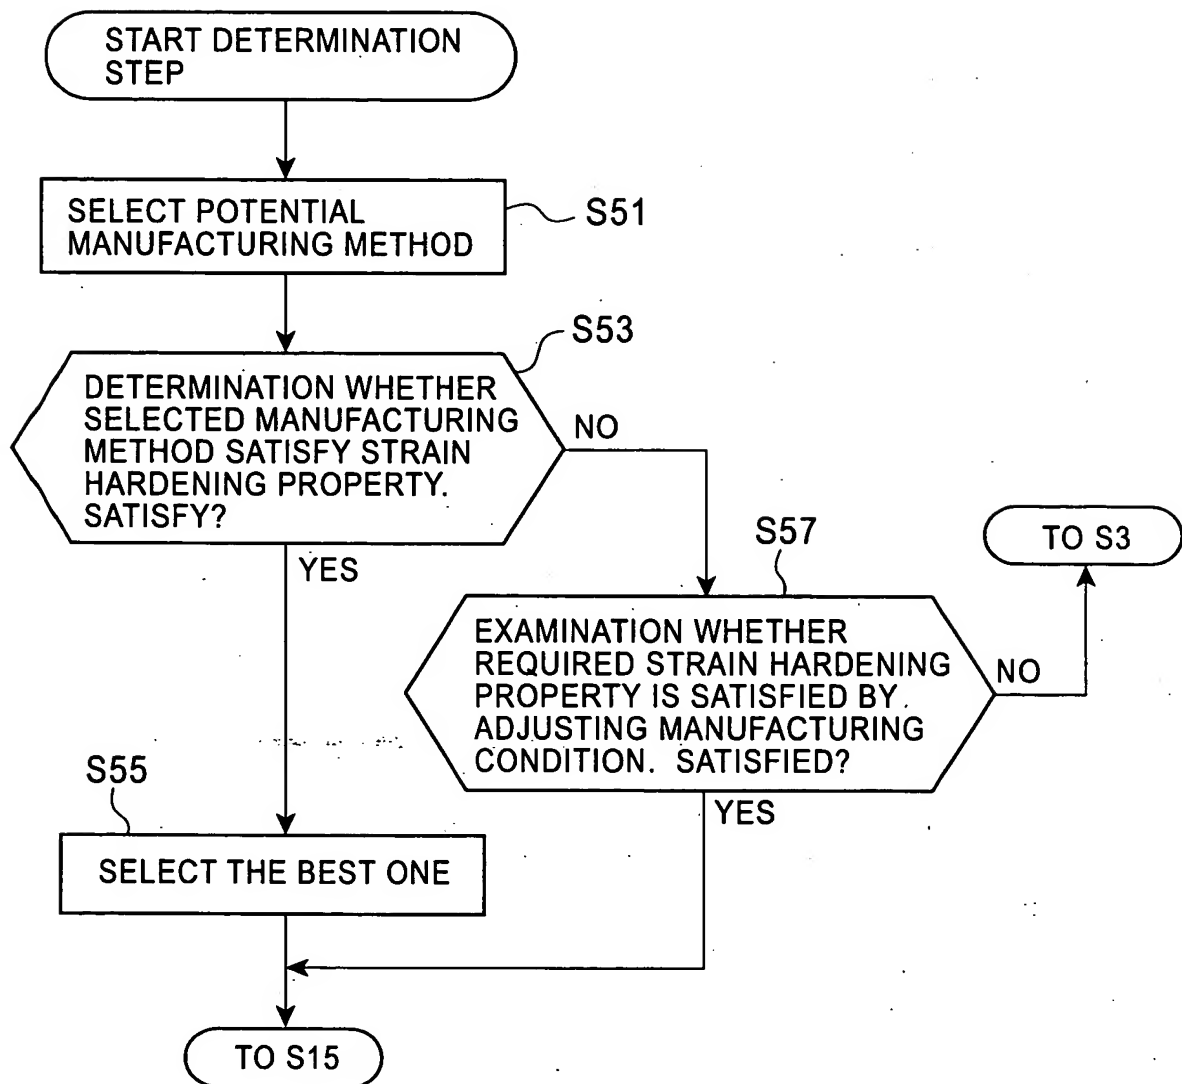 START DETERMINATION
STEP
SELECT POTENTIAL
MANUFACTURING METHOD
S51
S53
DETERMINATION WHETHER
SELECTED MANUFACTURING
METHOD SATISFY STRAIN
HARDENING PROPERTY.
SATISFY?
NO
YES
S57
TO S3
EXAMINATION WHETHER
REQUIRED STRAIN HARDENING
PROPERTY IS SATISFIED BY
ADJUSTING MANUFACTURING
CONDITION. SATISFIED?
NO
YES
S55
SELECT THE BEST ONE
TO S15